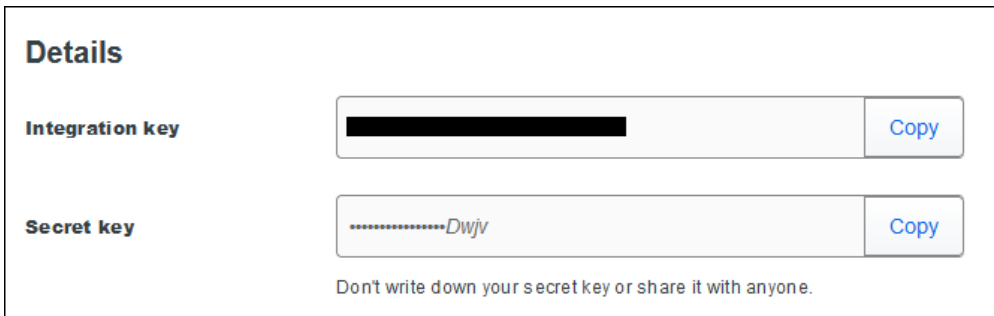 Details
Integration key
Copy
Secret key
••••••••••••••••Dwjv
Copy
Don't write down your secret key or share it with anyone.